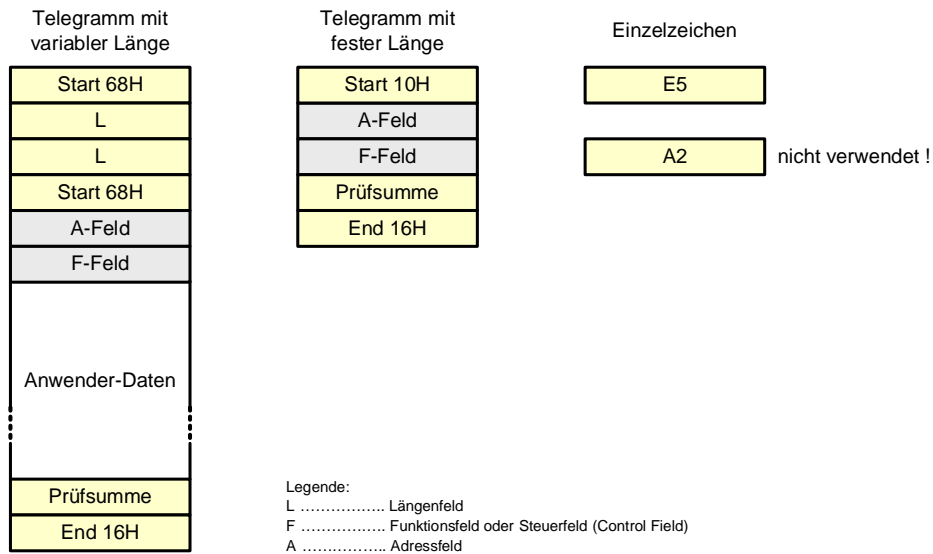 Telegramm mit
variabler Länge
Start 68H
L
L
Start 68H
A-Feld
F-Feld
Anwender-Daten
Prüfsumme
End 16H
Telegramm mit
fester Länge
Start 10H
A-Feld
F-Feld
Prüfsumme
End 16H
Einzelzeichen
E5
A2 nicht verwendet !
Legende:
L ................ Längenfeld
F ................ Funktionsfeld oder Steuerfeld (Control Field)
A ................ Adressfeld